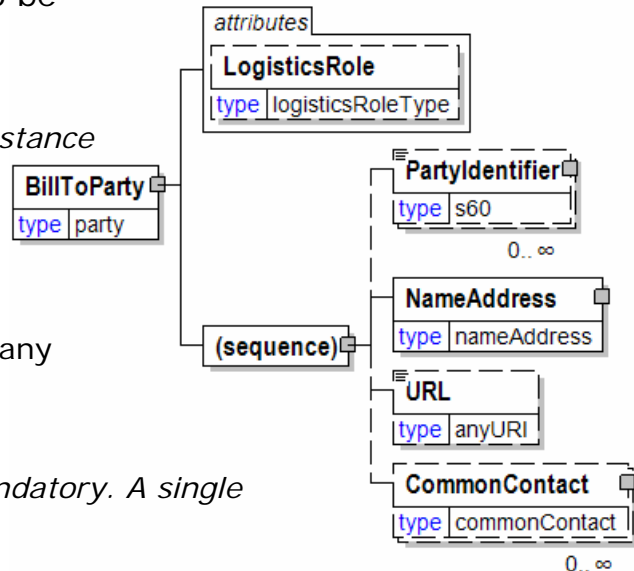 o be
attributes
LogisticsRole
type logisticsRoleType
stance
BillToParty
type party
PartyIdentifier
type s60
0.. ∞
NameAddress
type nameAddress
any
(sequence)
URL
type anyURI
ndatory. A single
CommonContact
type commonContact
0.. ∞